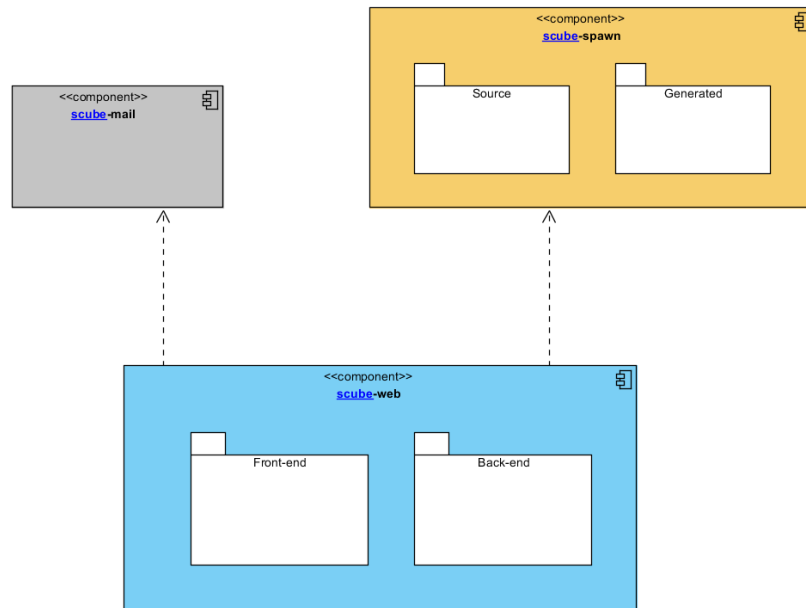 <<component>>
scube-spawn
Source
Generated
<<component>>
scube-mail
<<component>>
scube-web
Front-end
Back-end